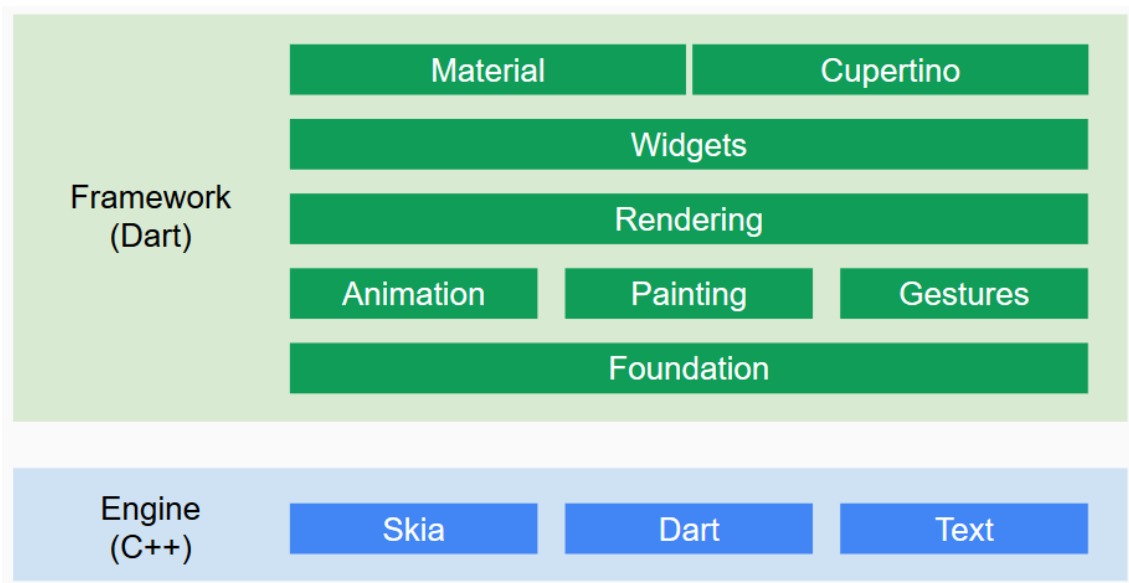 Material
Cupertino
Widgets
Framework
(Dart)
Rendering
Animation
Painting
Gestures
Foundation
Engine
(C++)
Skia
Dart
Text